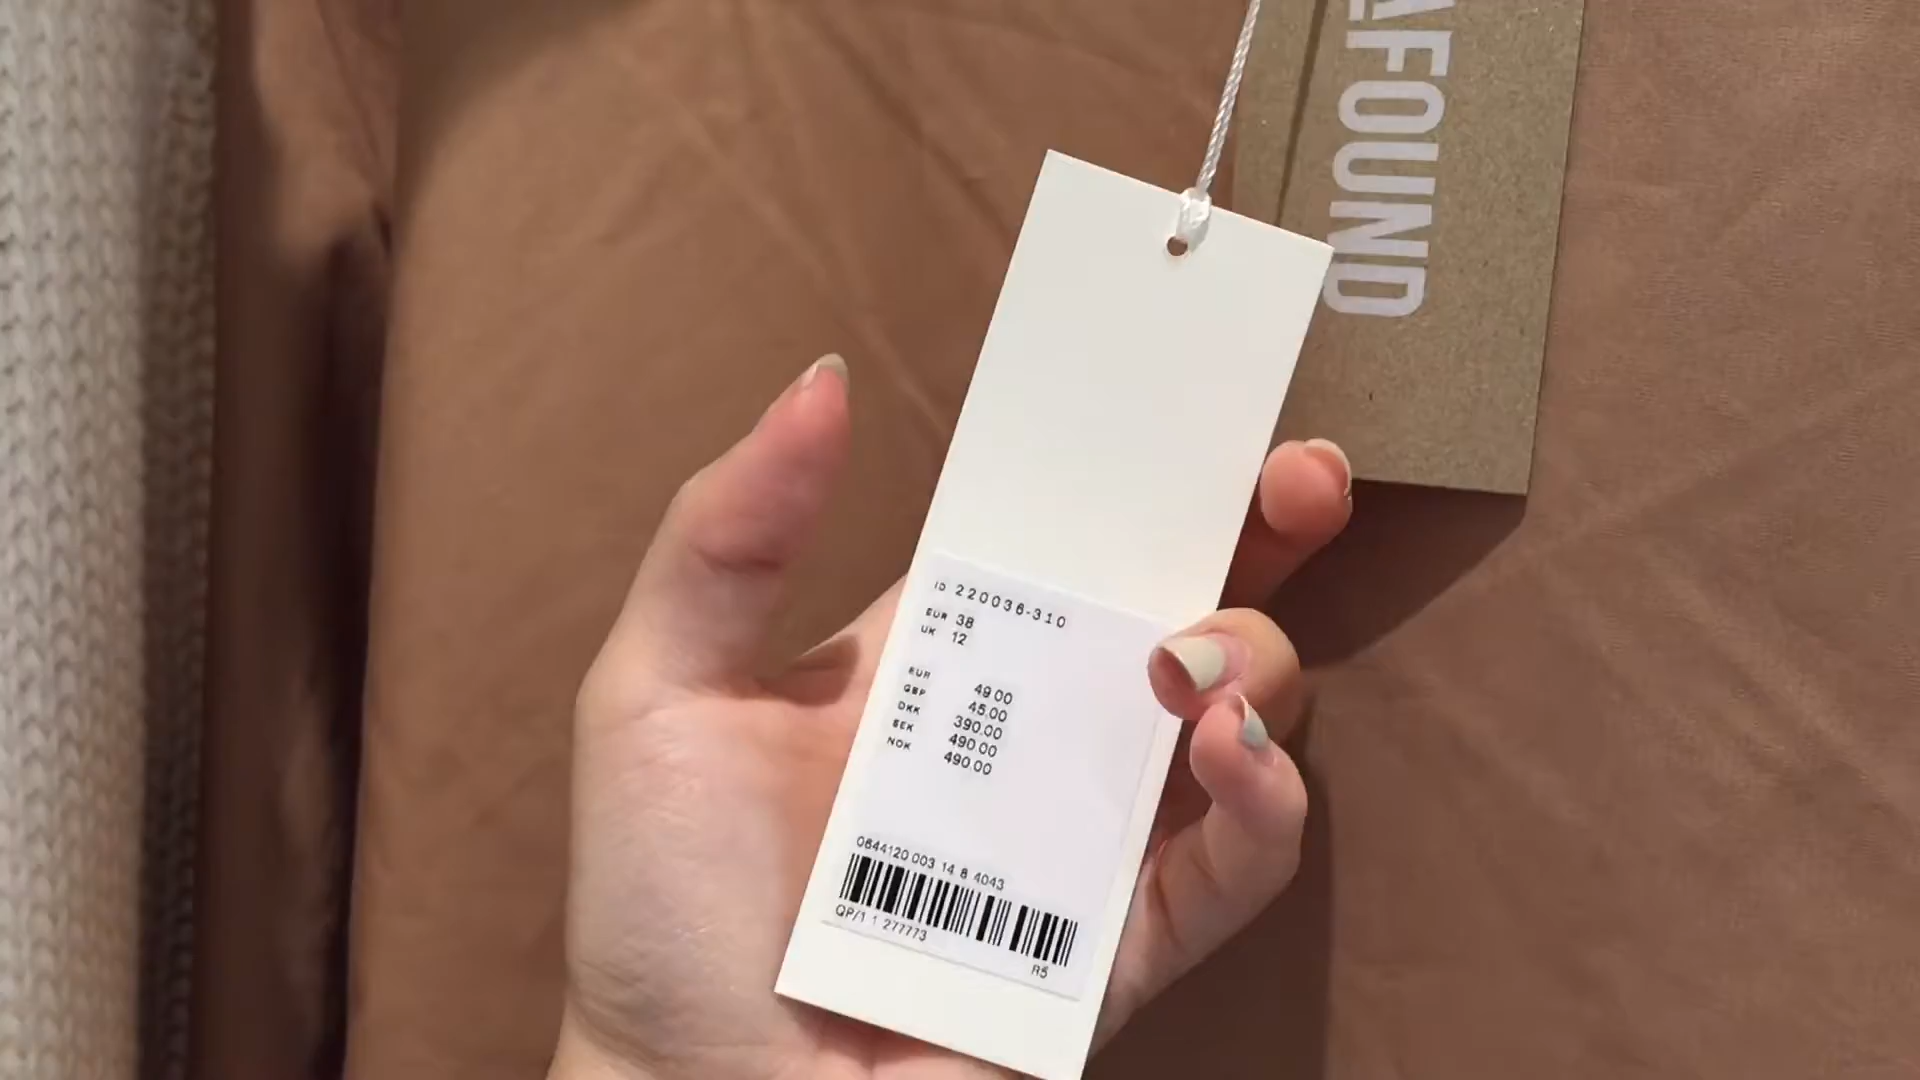 AFOUND
ID 220036-310
EUR 38
UK 12
EUR 49.00
GBP 45.00
DKK 390.00
SEK 490.00
NOK 490.00
0644120 003 14 8 4043
QP/1 1 277773
R5